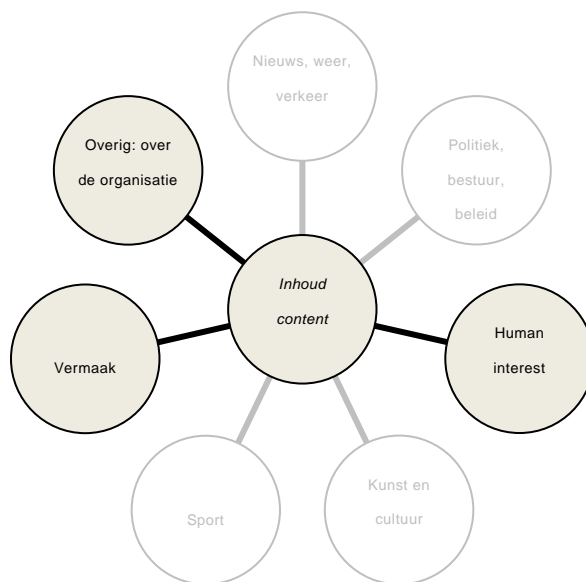 Nieuws, weer,
verkeer
Overig: over
de organisatie
Politiek,
bestuur,
beleid
Inhoud
content
Vermaak
Human
interest
Sport
Kunst en
cultuur